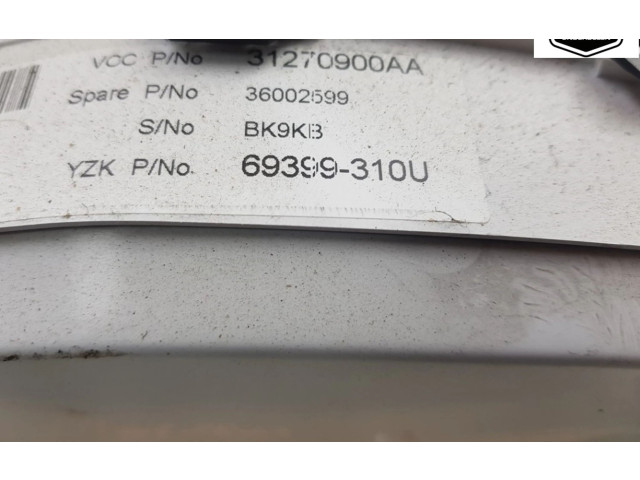 VCC P/No 31270900AA
Spare P/No 36002599
S/No BK9KB
YZK P/No. 69399-310U